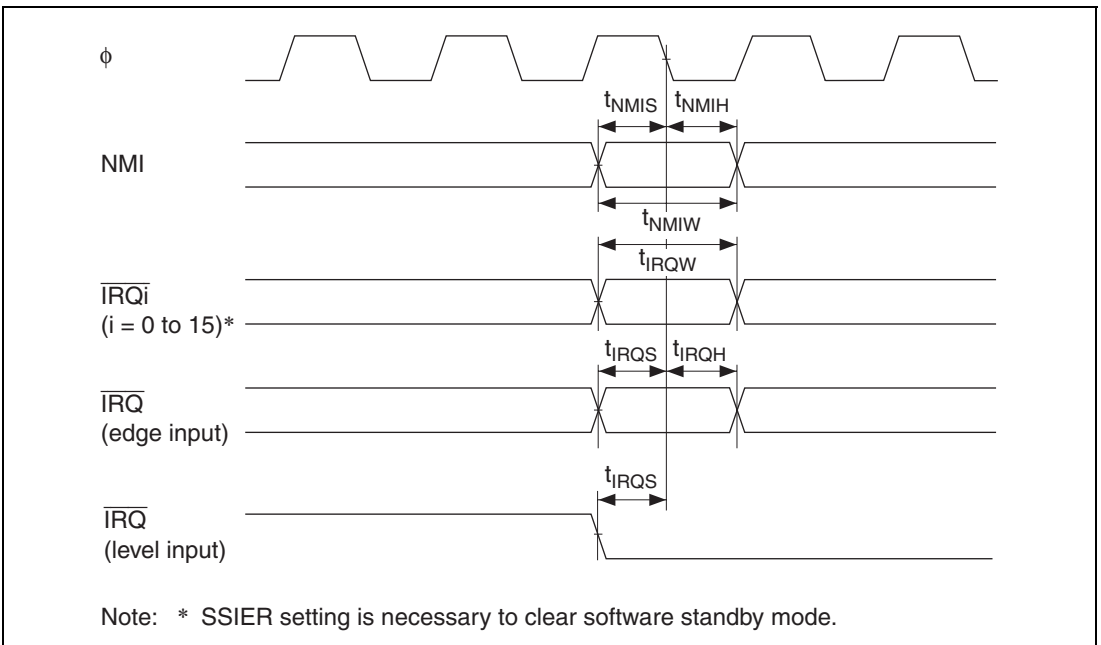 ϕ
tNMIS tNMIH
NMI
tNMIW
tIRQW
IRQi
(i = 0 to 15)*
tIRQS tIRQH
IRQ
(edge input)
tIRQS
IRQ
(level input)
Note: * SSIER setting is necessary to clear software standby mode.